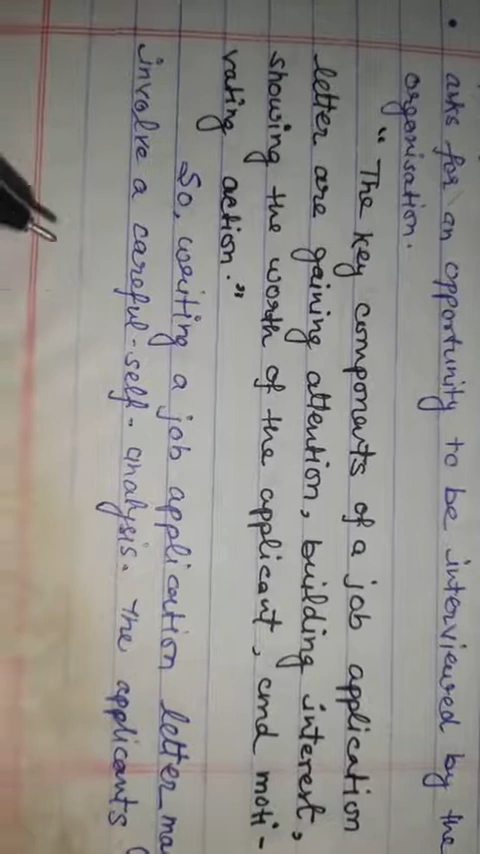 • asks for an opportunity to be interviewed by the
organisation.
"The key components of a job application
letter are gaining attention, building interest,
showing the worth of the applicant, and moti-
vating action."
So, writing a job application letter ma
involve a careful-self-analysis. The applicants